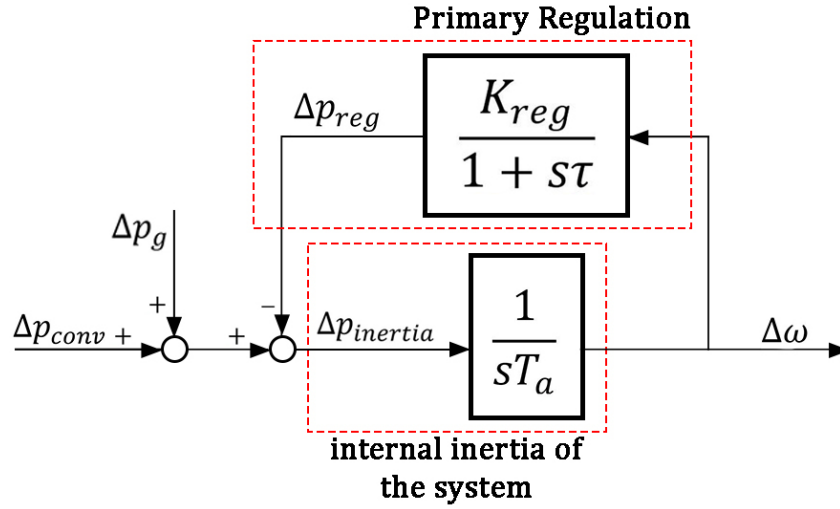 Primary Regulation
Δp_reg
K_reg
1 + sτ
Δp_g
+
−
Δp_conv +
+
Δp_inertia
1
sT_a
Δω
internal inertia of
the system